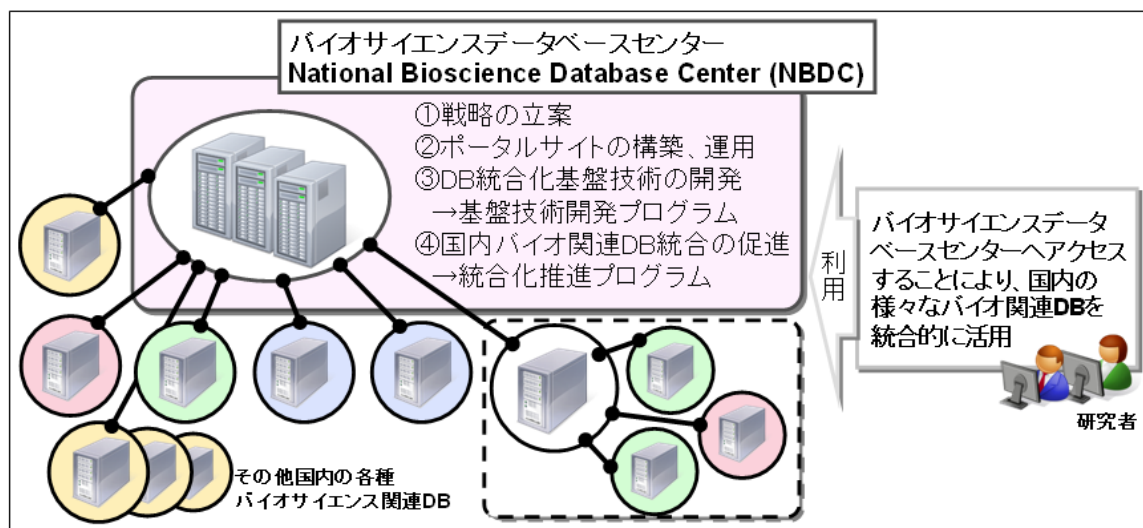 バイオサイエンスデータベースセンター
National Bioscience Database Center (NBDC)
①戦略の立案
②ポータルサイトの構築、運用
③DB統合化基盤技術の開発
→基盤技術開発プログラム
④国内バイオ関連DB統合の促進
→統合化推進プログラム
利用
バイオサイエンスデータ
ベースセンターへアクセス
することにより、国内の
様々なバイオ関連DBを
統合的に活用
研究者
その他国内の各種
バイオサイエンス関連DB